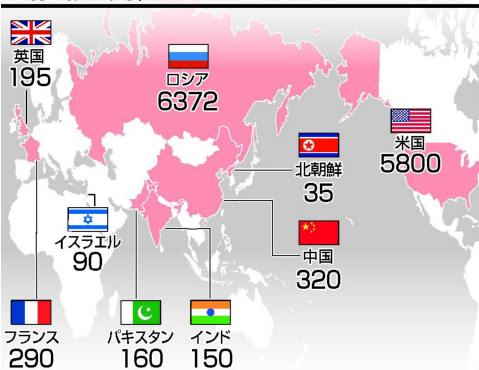 英国
195
ロシア
6372
米国
5800
北朝鮮
35
イスラエル
90
中国
320
フランス
290
パキスタン
160
インド
150